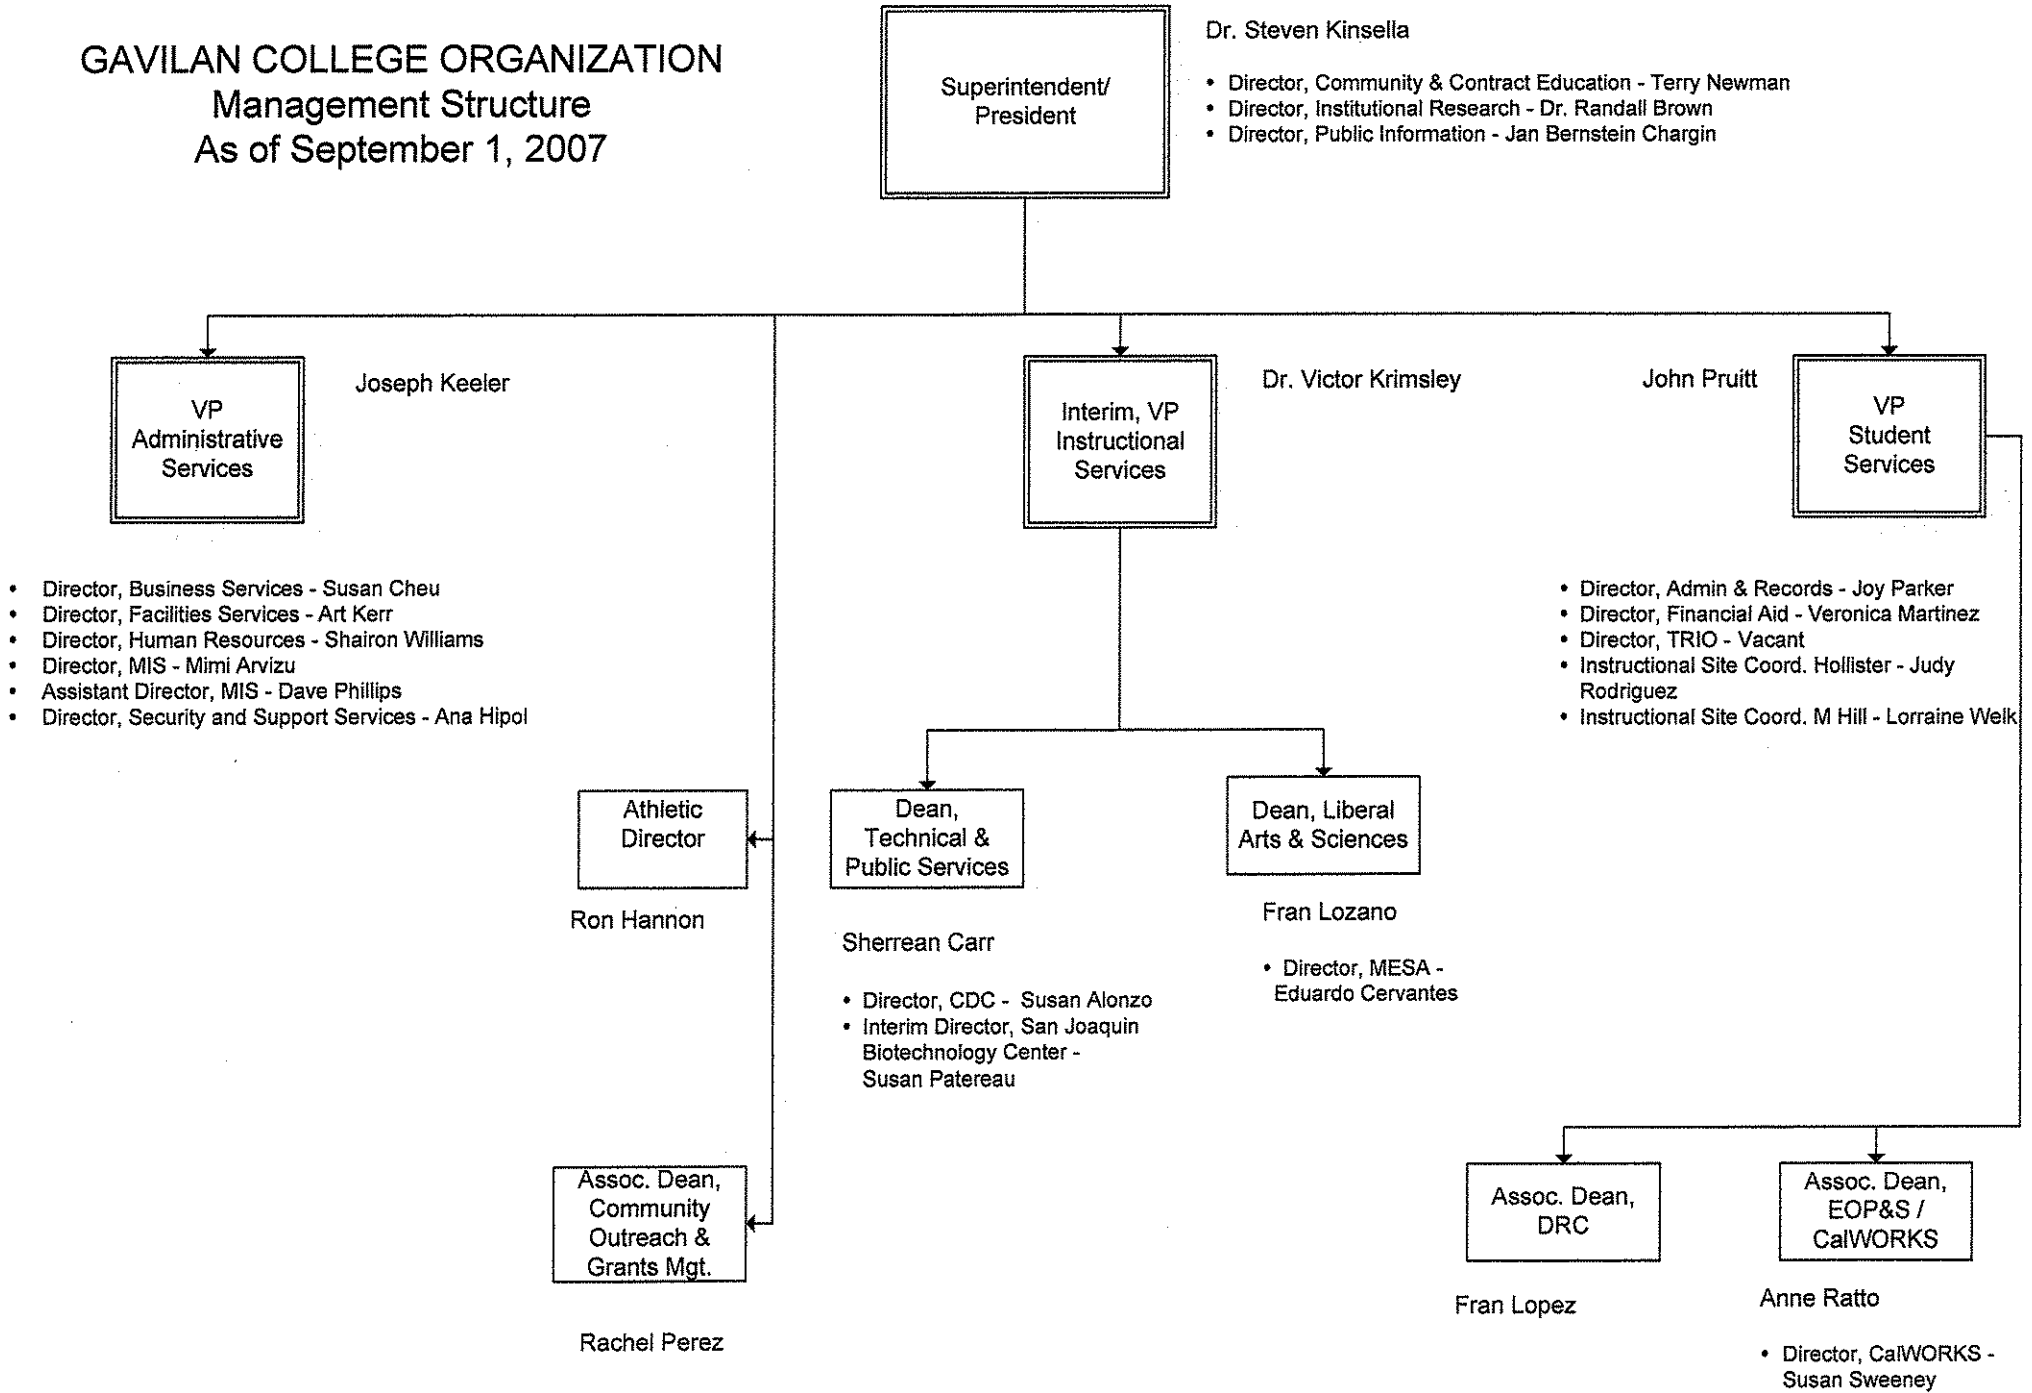 GAVILAN COLLEGE ORGANIZATION
Management Structure
As of September 1, 2007
Superintendent/
President
Dr. Steven Kinsella
• Director, Community & Contract Education - Terry Newman
• Director, Institutional Research - Dr. Randall Brown
• Director, Public Information - Jan Bernstein Chargin
VP
Administrative
Services
Joseph Keeler
• Director, Business Services - Susan Cheu
• Director, Facilities Services - Art Kerr
• Director, Human Resources - Shairon Williams
• Director, MIS - Mimi Arvizu
• Assistant Director, MIS - Dave Phillips
• Director, Security and Support Services - Ana Hipol
Interim, VP
Instructional
Services
Dr. Victor Krimsley
John Pruitt
VP
Student
Services
• Director, Admin & Records - Joy Parker
• Director, Financial Aid - Veronica Martinez
• Director, TRIO - Vacant
• Instructional Site Coord. Hollister - Judy
Rodriguez
• Instructional Site Coord. M Hill - Lorraine Welk
Athletic
Director
Ron Hannon
Dean,
Technical &
Public Services
Sherrean Carr
• Director, CDC - Susan Alonzo
• Interim Director, San Joaquin
Biotechnology Center -
Susan Patereau
Dean, Liberal
Arts & Sciences
Fran Lozano
• Director, MESA -
Eduardo Cervantes
Assoc. Dean,
Community
Outreach &
Grants Mgt.
Rachel Perez
Assoc. Dean,
DRC
Fran Lopez
Assoc. Dean,
EOP&S /
CalWORKS
Anne Ratto
• Director, CalWORKS -
Susan Sweeney